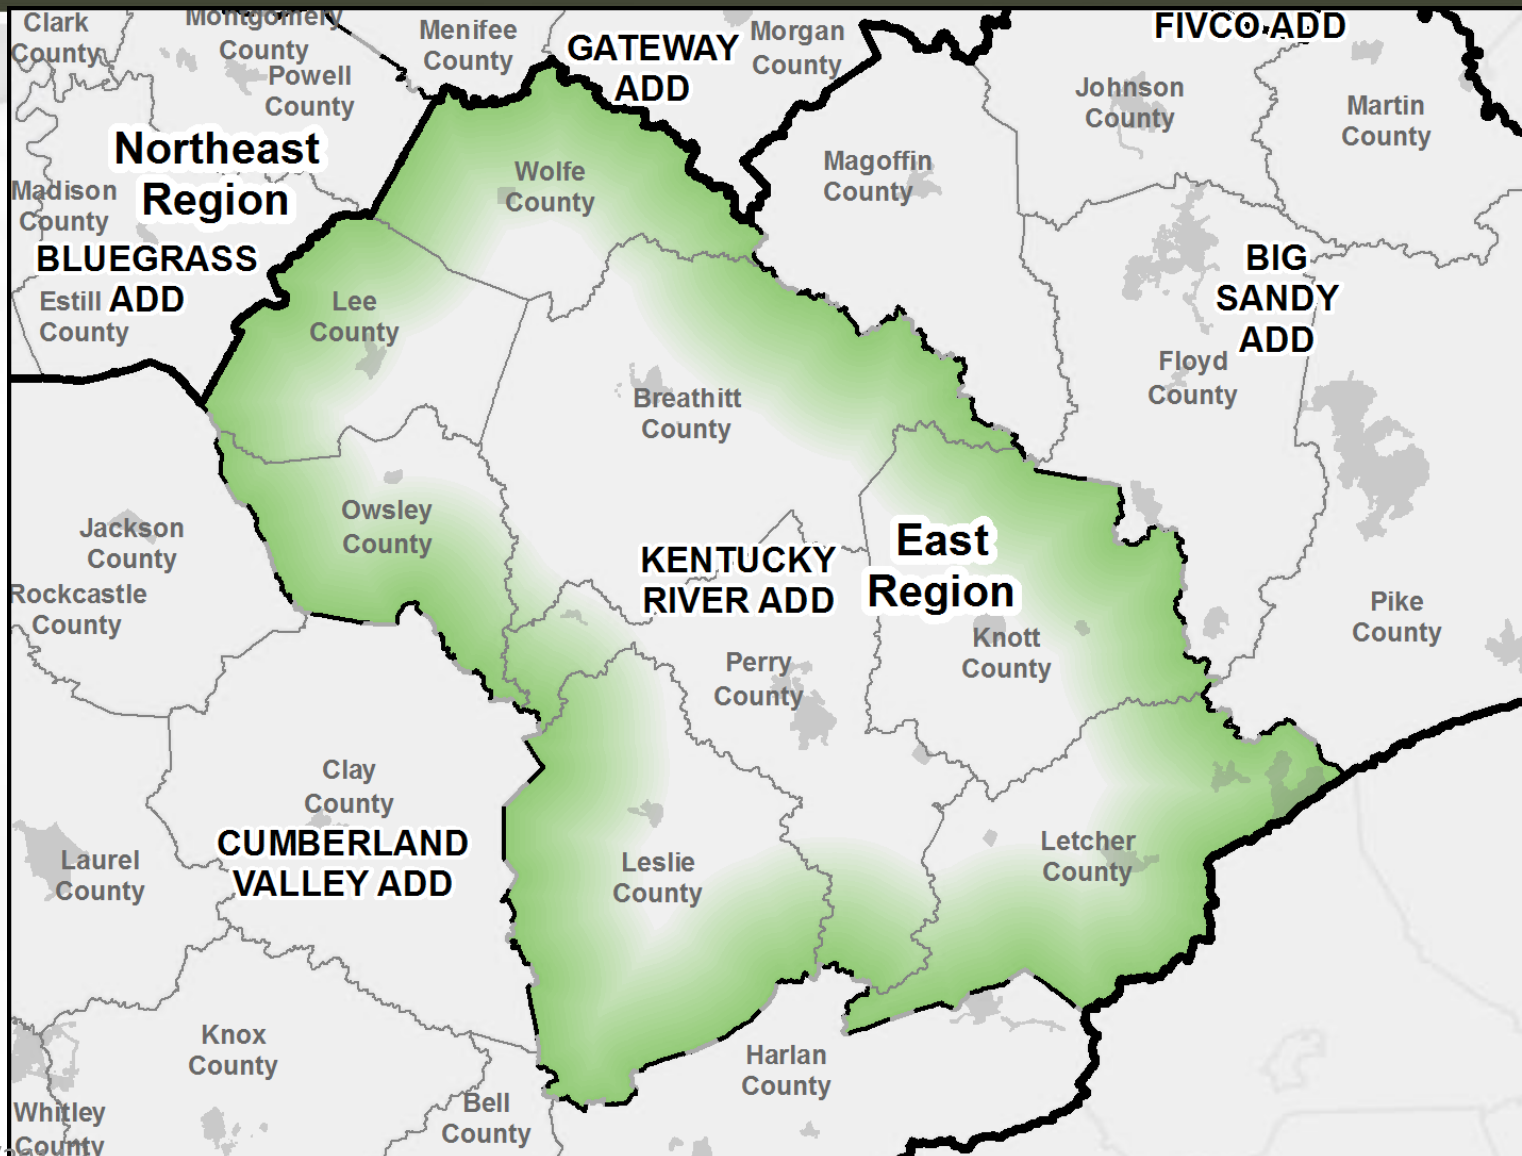 Clark
County
Montgomery
County
Powell
County
Menifee
County
GATEWAY
ADD
Morgan
County
FIVCO ADD
Johnson
County
Martin
County
Northeast
Region
Madison
County
BLUEGRASS
ADD
Estill
County
Wolfe
County
Magoffin
County
BIG
SANDY
ADD
Lee
County
Floyd
County
Breathitt
County
Owsley
County
Jackson
County
Rockcastle
County
KENTUCKY
RIVER ADD
East
Region
Pike
County
Knott
County
Perry
County
Clay
County
CUMBERLAND
VALLEY ADD
Laurel
County
Leslie
County
Letcher
County
Knox
County
Harlan
County
Bell
County
Whitley
County